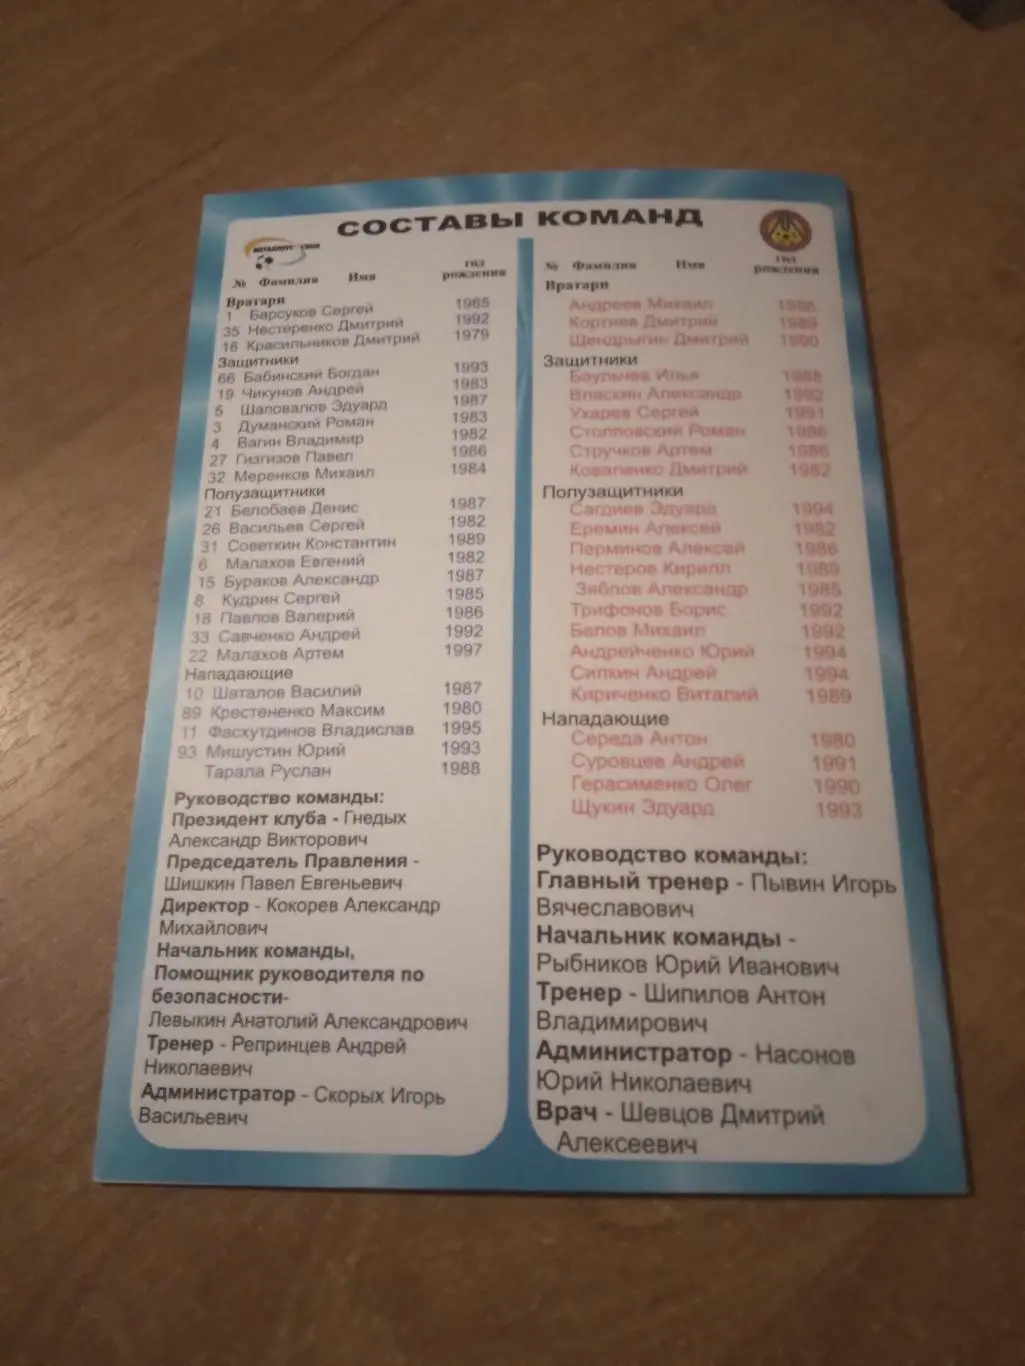 СОСТАВЫ КОМАНД
№ Фамилия Имя год рождения
Вратари
1 Барсуков Сергей 1985
35 Нестеренко Дмитрий 1992
16 Красильников Дмитрий 1979
Защитники
66 Бабинский Богдан 1993
19 Чикунов Андрей 1983
5 Шаповалов Эдуард 1987
3 Думанский Роман 1983
4 Вагин Владимир 1982
27 Гизгизов Павел 1986
32 Меренков Михаил 1984
Полузащитники
21 Белобаев Денис 1987
26 Васильев Сергей 1982
31 Советкин Константин 1989
6 Малахов Евгений 1982
15 Бураков Александр 1987
8 Кудрин Сергей 1985
18 Павлов Валерий 1986
33 Савченко Андрей 1992
22 Малахов Артем 1997
Нападающие
10 Шаталов Василий 1987
89 Крестененко Максим 1980
11 Фасхутдинов Владислав 1995
93 Мишустин Юрий 1993
Тарала Руслан 1988
Руководство команды:
Президент клуба - Гнедых
Александр Викторович
Председатель Правления -
Шишкин Павел Евгеньевич
Директор - Кокорев Александр
Михайлович
Начальник команды,
Помощник руководителя по
безопасности-
Левыкин Анатолий Александрович
Тренер - Репринцев Андрей
Николаевич
Администратор - Скорых Игорь
Васильевич
№ Фамилия Имя год рождения
Вратари
Андреев Михаил 1986
Кортиев Дмитрий 1989
Щендрыгин Дмитрий 1990
Защитники
Баульчев Илья 1988
Власкин Александр 1992
Ухарев Сергей 1991
Столповский Роман 1986
Стручков Артем 1986
Коваленко Дмитрий 1982
Полузащитники
Сагдиев Эдуард 1994
Еремин Алексей 1982
Перминов Алексей 1986
Нестеров Кирилл 1989
Зяблов Александр 1985
Трифонов Борис 1992
Белов Михаил 1992
Андрейченко Юрий 1994
Сипкин Андрей 1994
Кириченко Виталий 1989
Нападающие
Середа Антон 1980
Суровцев Андрей 1991
Герасименко Олег 1990
Щукин Эдуард 1993
Руководство команды:
Главный тренер - Пывин Игорь
Вячеславович
Начальник команды -
Рыбников Юрий Иванович
Тренер - Шипилов Антон
Владимирович
Администратор - Насонов
Юрий Николаевич
Врач - Шевцов Дмитрий
Алексеевич